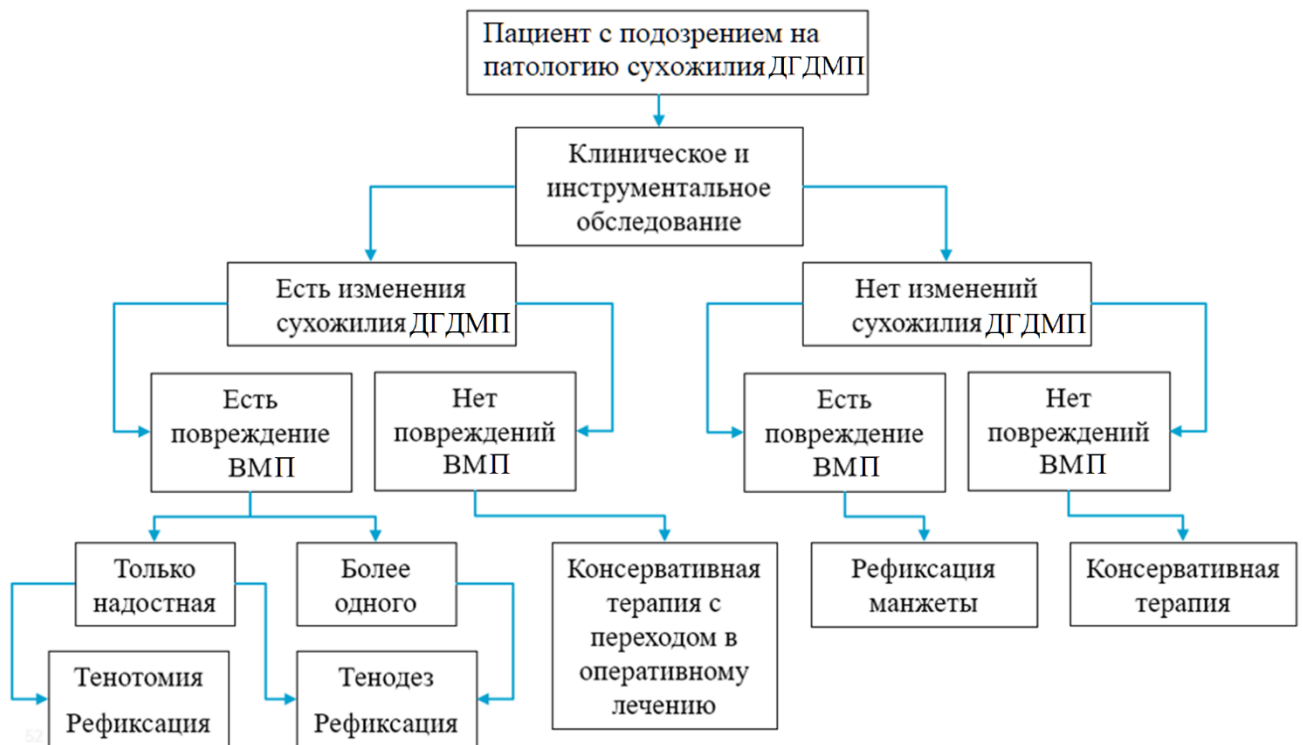 Пациент с подозрением на
патологию сухожилия ДГДМП
Клиническое и
инструментальное
обследование
Есть изменения
сухожилия ДГДМП
Нет изменений
сухожилия ДГДМП
Есть
повреждение
ВМП
Нет
повреждений
ВМП
Есть
повреждение
ВМП
Нет
повреждений
ВМП
Только
надостная
Более
одного
Консервативная
терапия с
переходом в
оперативному
лечению
Рефиксация
манжеты
Консервативная
терапия
Тенотомия
Рефиксация
Тенодез
Рефиксация
52